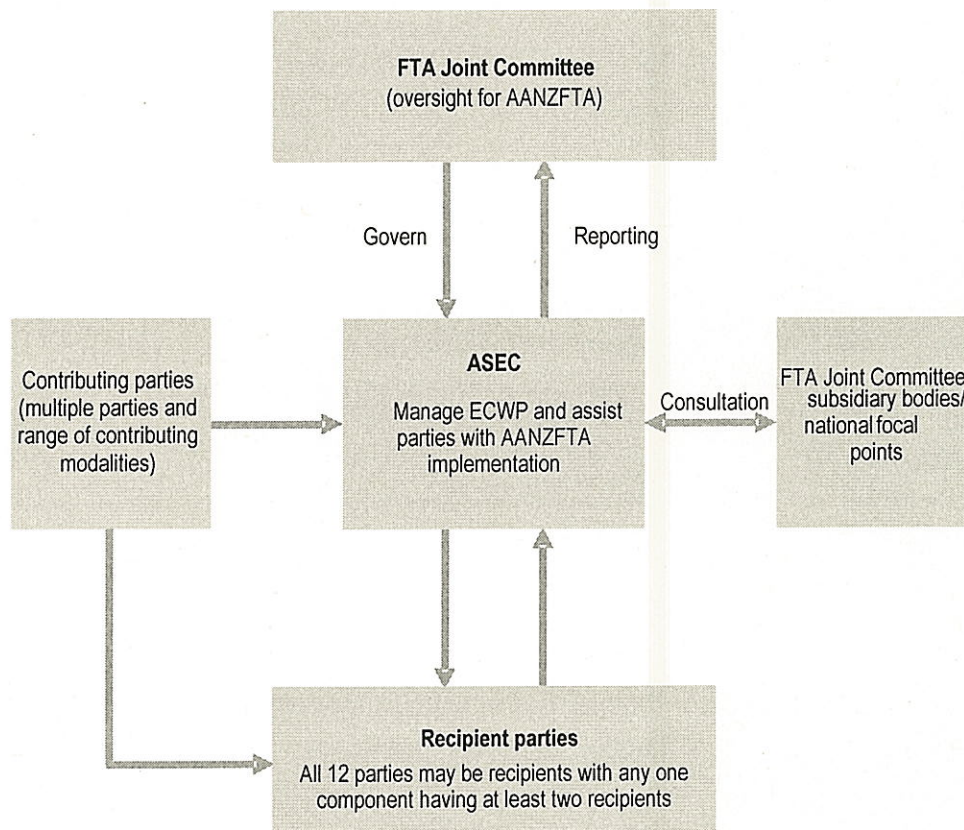 FTA Joint Committee
(oversight for AANZFTA)
Govern
Reporting
Contributing parties
(multiple parties and
range of contributing
modalities)
ASEC
Manage ECWP and assist
parties with AANZFTA
implementation
Consultation
FTA Joint Committee
subsidiary bodies/
national focal
points
Recipient parties
All 12 parties may be recipients with any one
component having at least two recipients